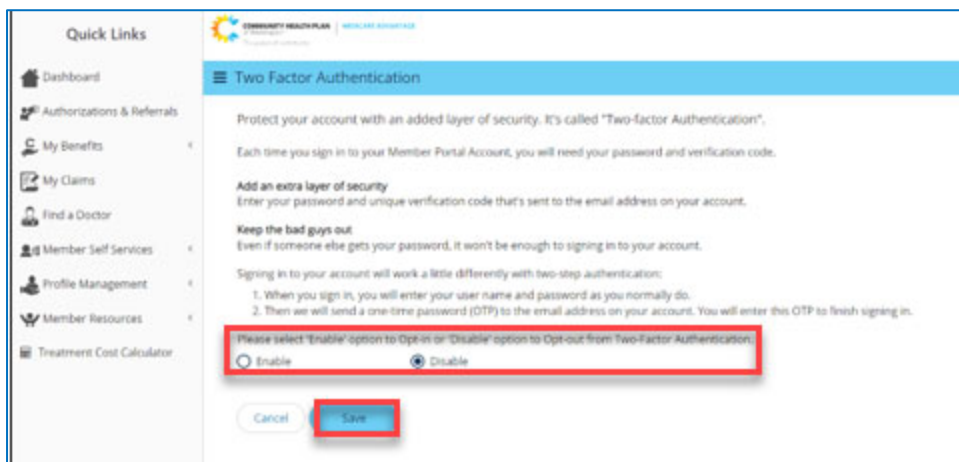 Quick Links
Dashboard
Authorizations & Referrals
My Benefits
My Claims
Find a Doctor
Member Self Services
Profile Management
Member Resources
Treatment Cost Calculator
COMMUNITY HEALTH PLAN
of Washington
MEDICARE ADVANTAGE
The power of community
Two Factor Authentication
Protect your account with an added layer of security. It's called "Two-factor Authentication".
Each time you sign in to your Member Portal Account, you will need your password and verification code.
Add an extra layer of security
Enter your password and unique verification code that's sent to the email address on your account.
Keep the bad guys out
Even if someone else gets your password, it won't be enough to signing in to your account.
Signing in to your account will work a little differently with two-step authentication:
1. When you sign in, you will enter your user name and password as you normally do.
2. Then we will send a one-time password (OTP) to the email address on your account. You will enter this OTP to finish signing in.
Please select 'Enable' option to Opt-in or 'Disable' option to Opt-out from Two-Factor Authentication.
Enable
Disable
Cancel
Save